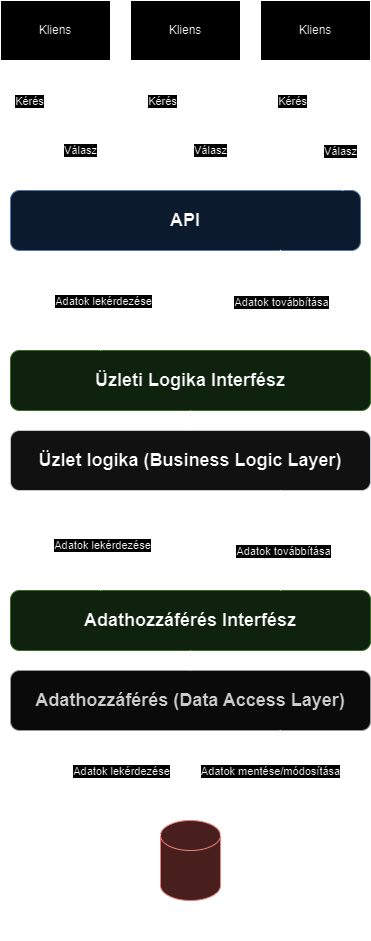 Kliens Kliens Kliens
Kérés Kérés Kérés
Válasz Válasz Válasz
API
Adatok lekérdezése Adatok továbbítása
Üzleti Logika Interfész
Üzlet logika (Business Logic Layer)
Adatok lekérdezése Adatok továbbítása
Adathozzáférés Interfész
Adathozzáférés (Data Access Layer)
Adatok lekérdezése Adatok mentése/módosítása